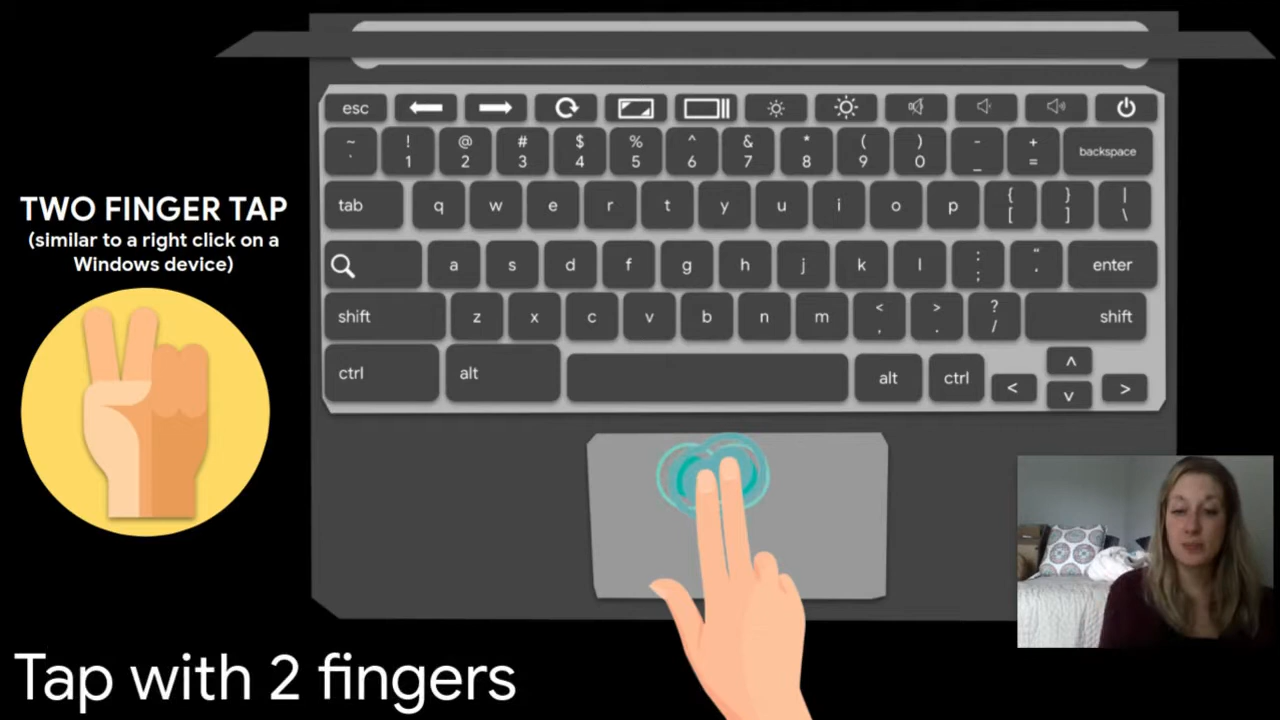 TWO FINGER TAP
(similar to a right click on a
Windows device)
esc
~ ! @ # $ % ^ & * ( ) - +
` 1 2 3 4 5 6 7 8 9 0 _ = backspace
tab q w e r t y u i o p { } |
[ ] \
a s d f g h j k l : “ enter
; .
shift z x c v b n m < > ? shift
, . /
ctrl alt alt ctrl < ^ v >
Tap with 2 fingers